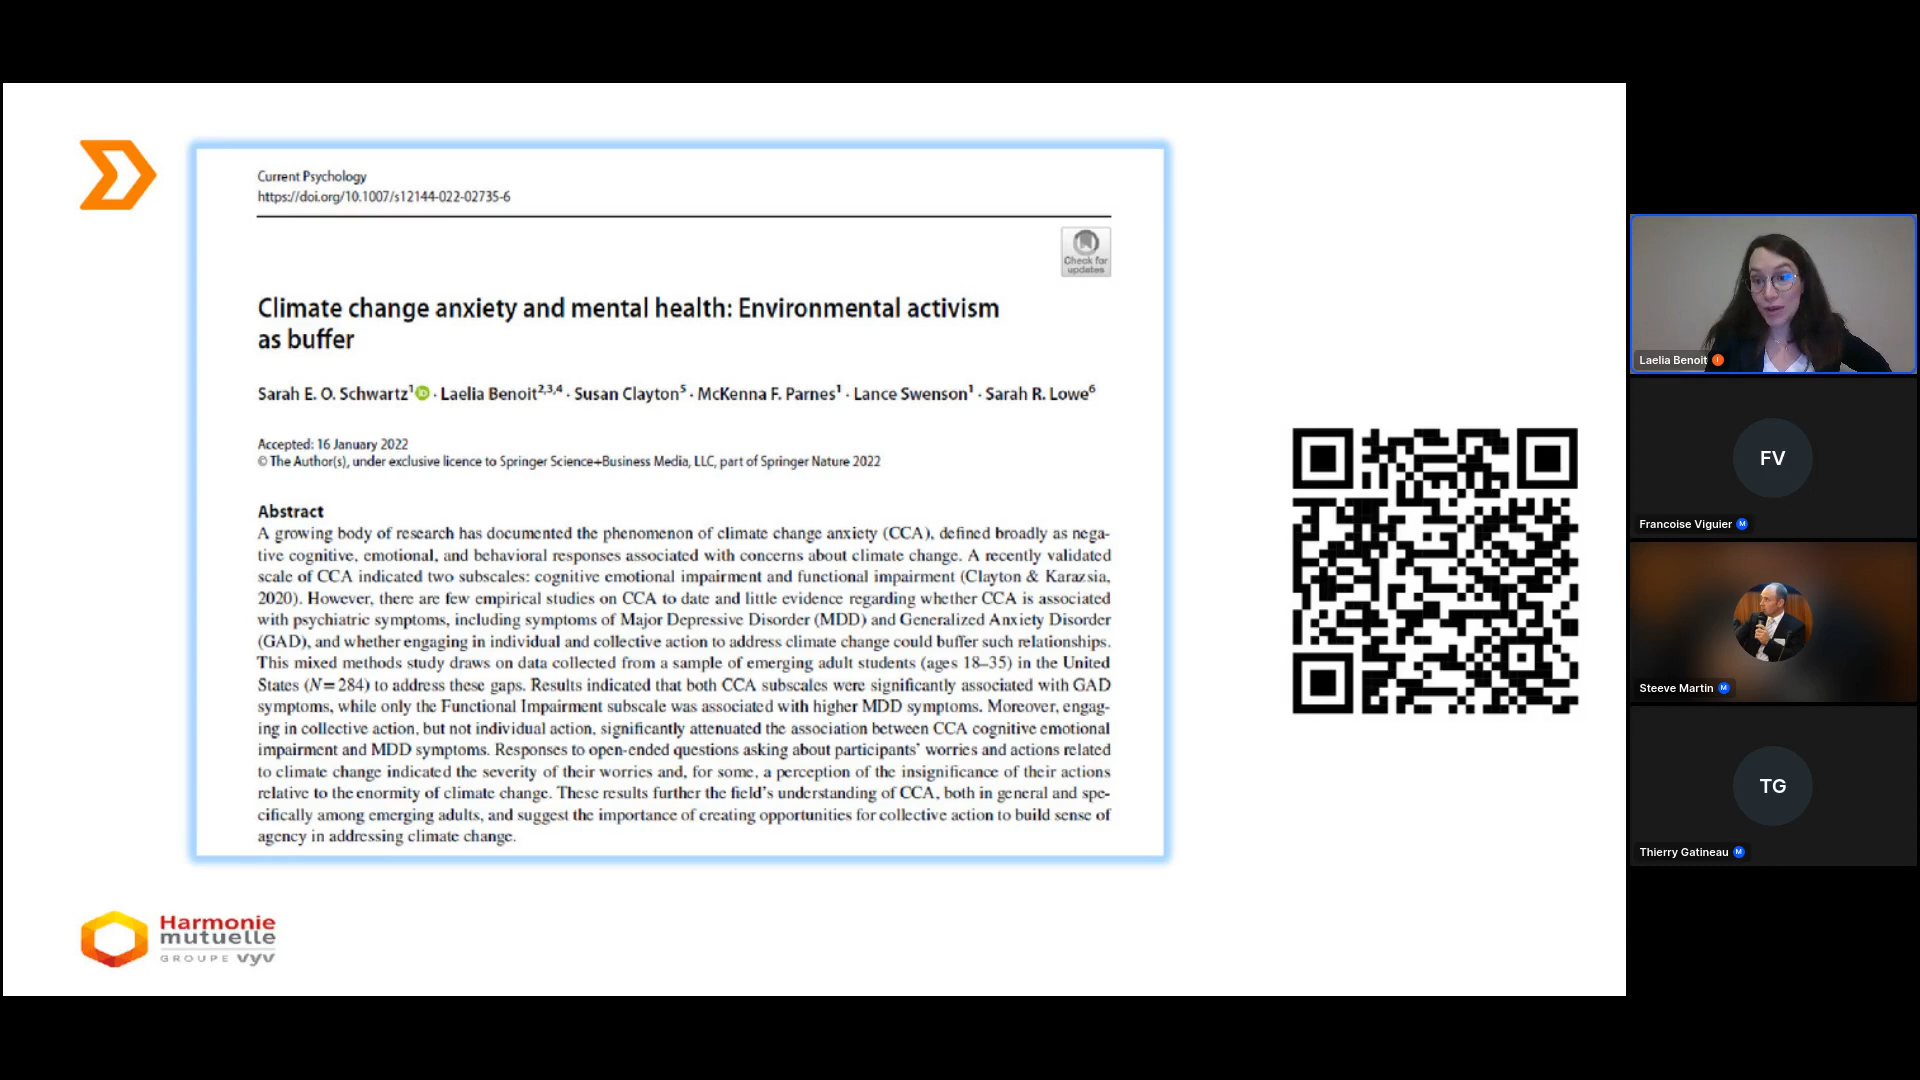 Current Psychology
https://doi.org/10.1007/s12144-022-02735-6
Check for
updates
Climate change anxiety and mental health: Environmental activism
as buffer
Sarah E. O. Schwartz1 · Laelia Benoit2,3,4 · Susan Clayton5 · McKenna F. Parnes1 · Lance Swenson1 · Sarah R. Lowe6
Accepted: 16 January 2022
© The Author(s), under exclusive licence to Springer Science+Business Media, LLC, part of Springer Nature 2022
Abstract
A growing body of research has documented the phenomenon of climate change anxiety (CCA), defined broadly as nega-
tive cognitive, emotional, and behavioral responses associated with concerns about climate change. A recently validated
scale of CCA indicated two subscales: cognitive emotional impairment and functional impairment (Clayton & Karazsia,
2020). However, there are few empirical studies on CCA to date and little evidence regarding whether CCA is associated
with psychiatric symptoms, including symptoms of Major Depressive Disorder (MDD) and Generalized Anxiety Disorder
(GAD), and whether engaging in individual and collective action to address climate change could buffer such relationships.
This mixed methods study draws on data collected from a sample of emerging adult students (ages 18–35) in the United
States (N=284) to address these gaps. Results indicated that both CCA subscales were significantly associated with GAD
symptoms, while only the Functional Impairment subscale was associated with higher MDD symptoms. Moreover, engag-
ing in collective action, but not individual action, significantly attenuated the association between CCA cognitive emotional
impairment and MDD symptoms. Responses to open-ended questions asking about participants' worries and actions related
to climate change indicated the severity of their worries and, for some, a perception of the insignificance of their actions
relative to the enormity of climate change. These results further the field's understanding of CCA, both in general and spe-
cifically among emerging adults, and suggest the importance of creating opportunities for collective action to build sense of
agency in addressing climate change.
Harmonie
mutuelle
GROUPE vyv
Laelia Benoit I
FV
Francoise Viguier M
Steeve Martin M
TG
Thierry Gatineau M